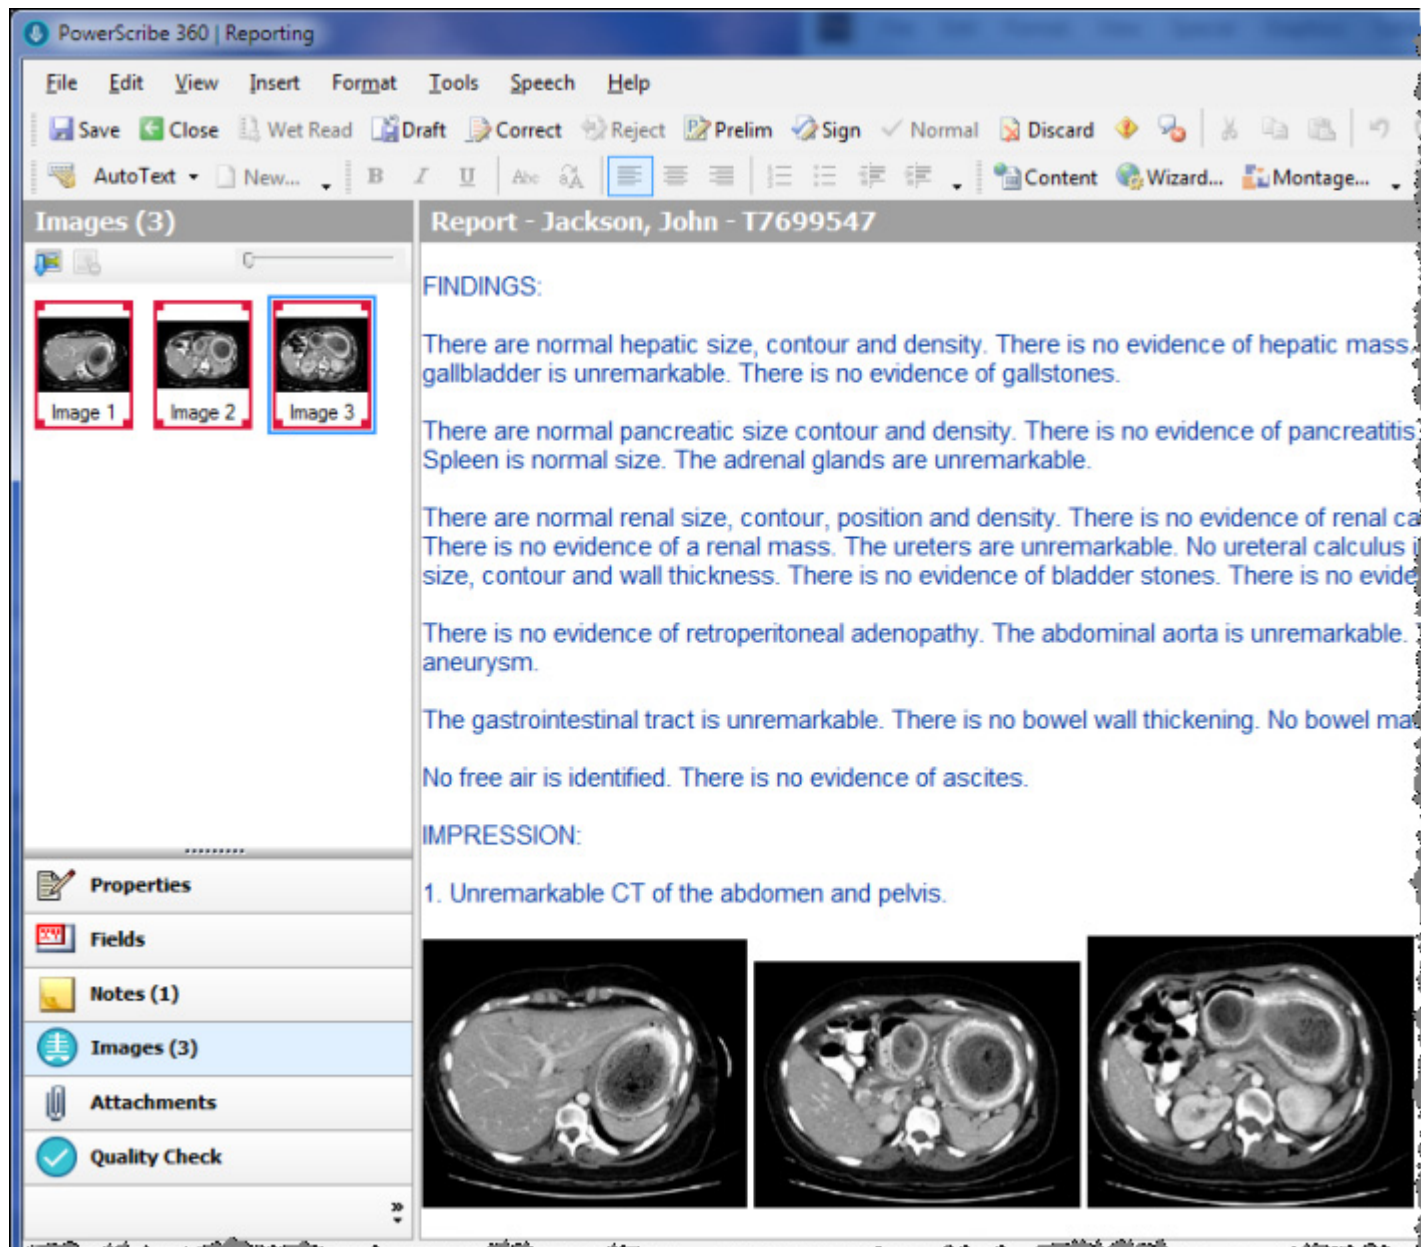 PowerScribe 360 | Reporting
File Edit View Insert Format Tools Speech Help
Save Close Wet Read Draft Correct Reject Prelim Sign Normal Discard
AutoText New... B I U Abc Content Wizard... Montage...
Images (3)
Image 1 Image 2 Image 3
Properties
Fields
Notes (1)
Images (3)
Attachments
Quality Check
Report - Jackson, John - T7699547
FINDINGS:
There are normal hepatic size, contour and density. There is no evidence of hepatic mass.
gallbladder is unremarkable. There is no evidence of gallstones.
There are normal pancreatic size contour and density. There is no evidence of pancreatitis.
Spleen is normal size. The adrenal glands are unremarkable.
There are normal renal size, contour, position and density. There is no evidence of renal ca
There is no evidence of a renal mass. The ureters are unremarkable. No ureteral calculus i
size, contour and wall thickness. There is no evidence of bladder stones. There is no evide
There is no evidence of retroperitoneal adenopathy. The abdominal aorta is unremarkable.
aneurysm.
The gastrointestinal tract is unremarkable. There is no bowel wall thickening. No bowel ma
No free air is identified. There is no evidence of ascites.
IMPRESSION:
1. Unremarkable CT of the abdomen and pelvis.